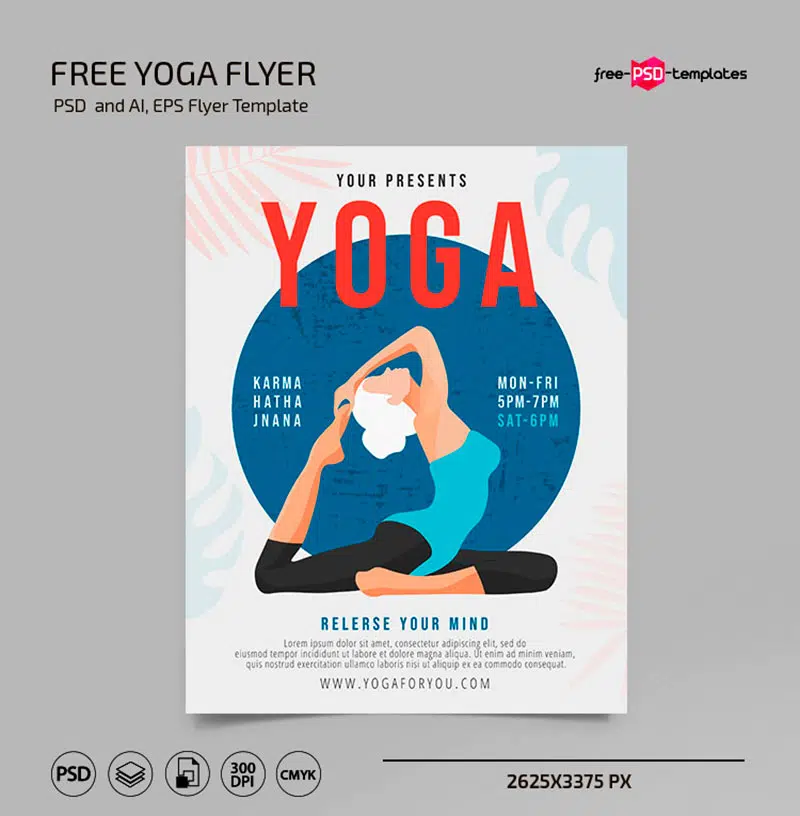 FREE YOGA FLYER
PSD and AI, EPS Flyer Template
free-PSD-templates
YOUR PRESENTS
YOGA
KARMA
HATHA
JNANA
MON-FRI
5PM-7PM
SAT-6PM
RELERSE YOUR MIND
Lorem ipsum dolor sit amet, consectetur adipiscing elit, sed do
eiusmod tempor incididunt ut labore et dolore magna aliqua. Ut enim ad minim veniam,
quis nostrud exercitation ullamco laboris nisi ut aliquip ex ea commodo consequat.
WWW.YOGAFORYOU.COM
PSD
300
DPI
CMYK
2625X3375 PX